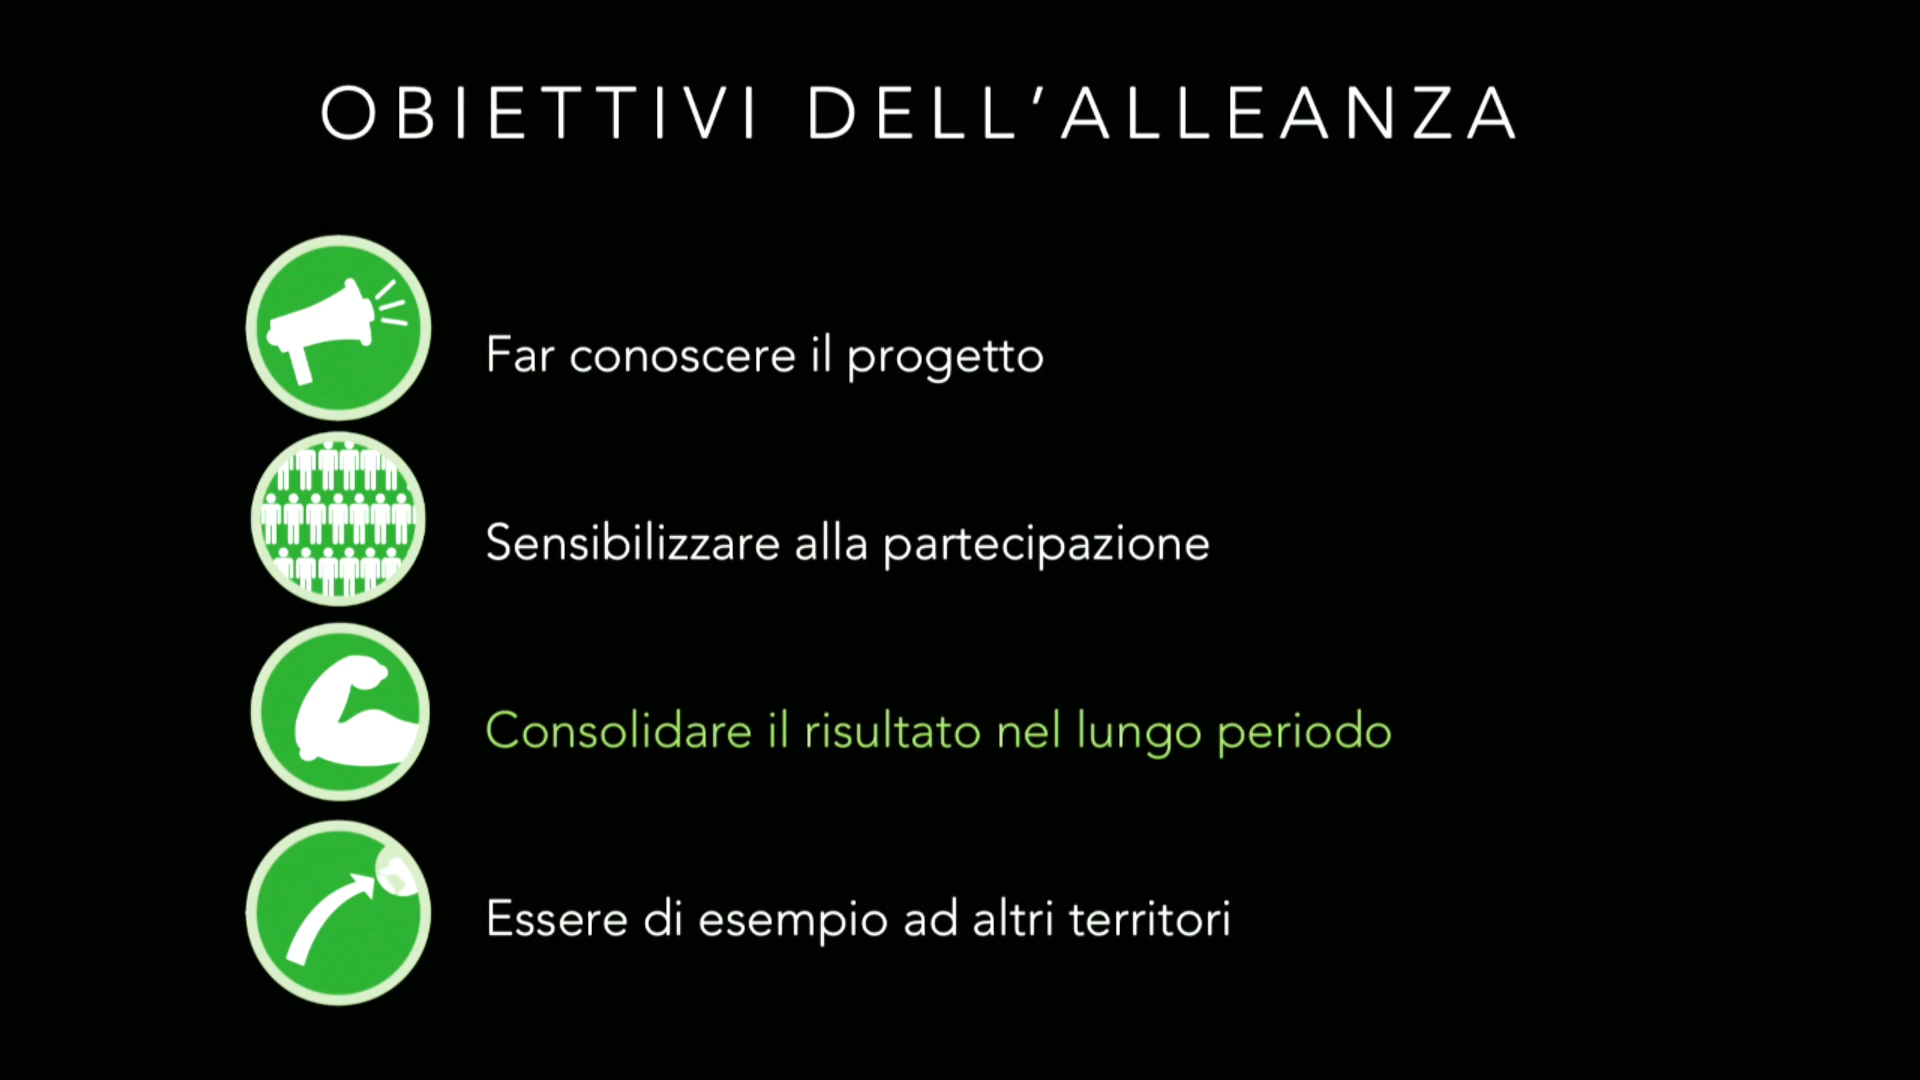 OBIETTIVI DELL’ALLEANZA
Far conoscere il progetto
Sensibilizzare alla partecipazione
Consolidare il risultato nel lungo periodo
Essere di esempio ad altri territori